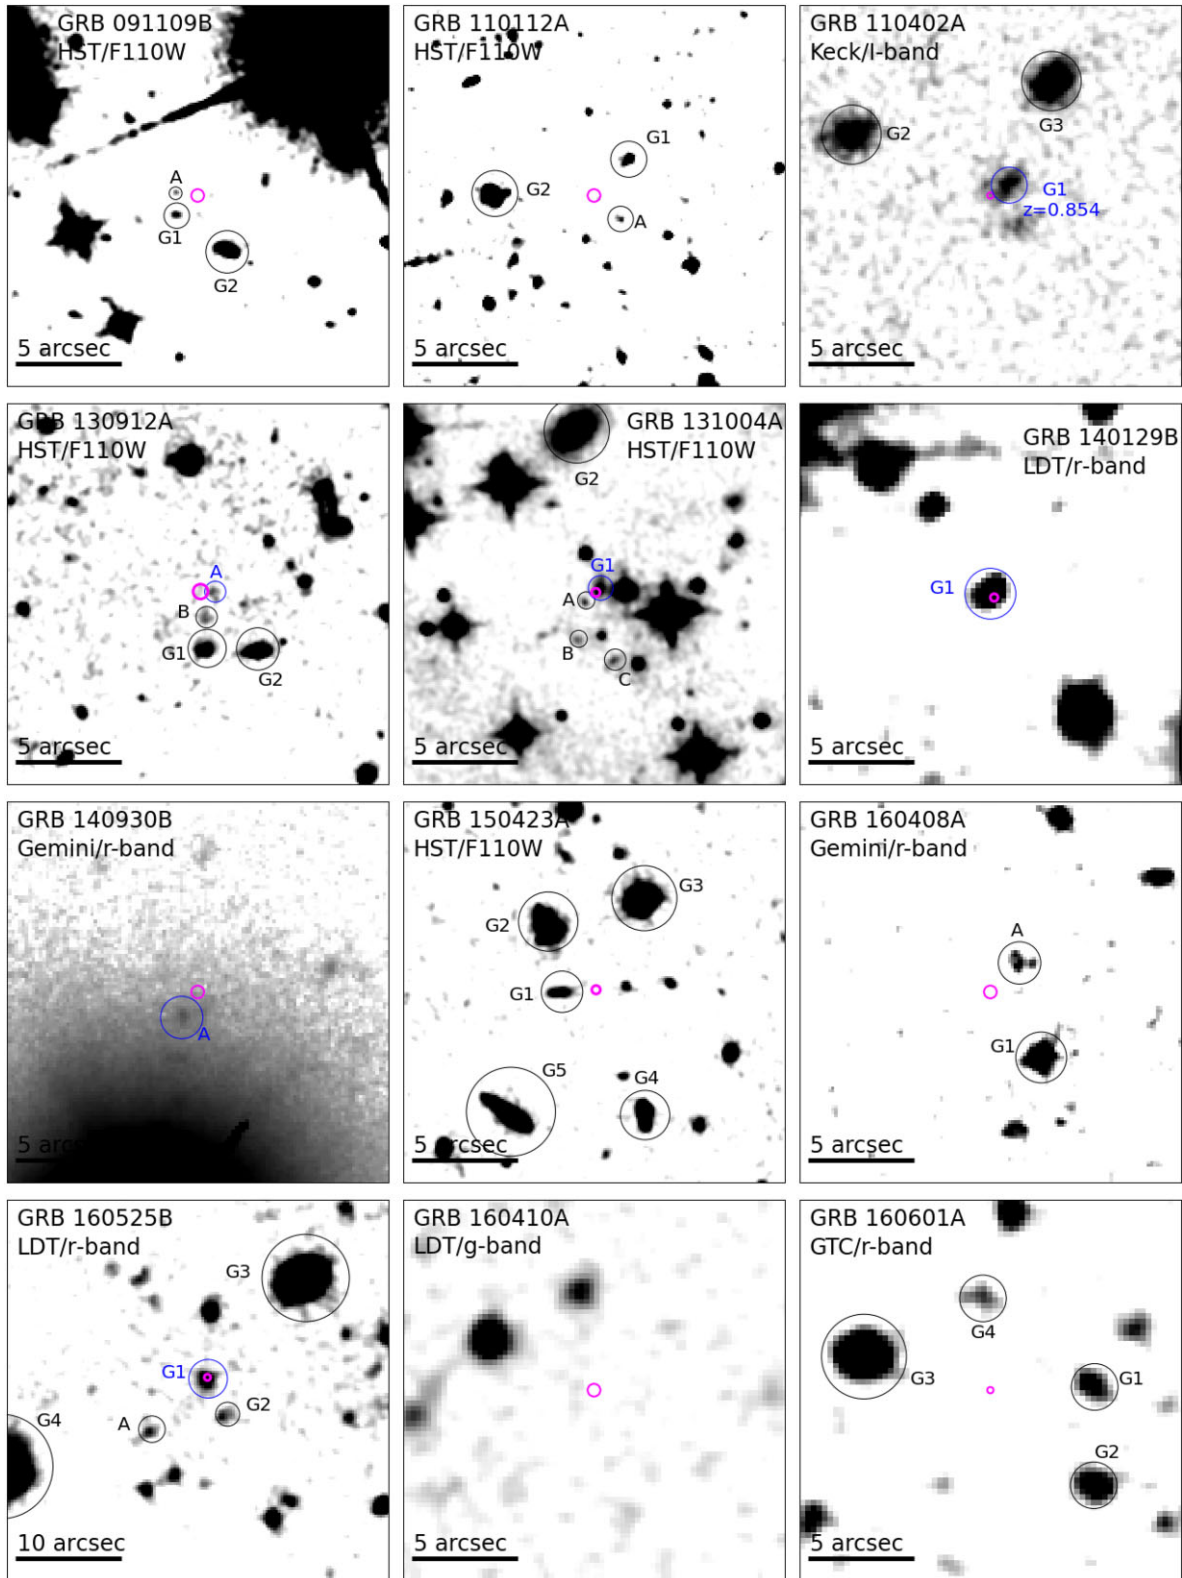 GRB 091109B
HST/F110W
A
G1
G2
5 arcsec
GRB 110112A
HST/F110W
G1
G2
A
5 arcsec
GRB 110402A
Keck/I-band
G3
G2
G1
z=0.854
5 arcsec
GRB 130912A
HST/F110W
A
B
G1
G2
5 arcsec
GRB 131004A
HST/F110W
G2
G1
A
B
C
5 arcsec
GRB 140129B
LDT/r-band
G1
5 arcsec
GRB 140930B
Gemini/r-band
A
5 arcsec
GRB 150423A
HST/F110W
G3
G2
G1
G5
G4
5 arcsec
GRB 160408A
Gemini/r-band
A
G1
5 arcsec
GRB 160525B
LDT/r-band
G3
G1
G2
A
G4
10 arcsec
GRB 160410A
LDT/g-band
5 arcsec
GRB 160601A
GTC/r-band
G4
G3
G1
G2
5 arcsec